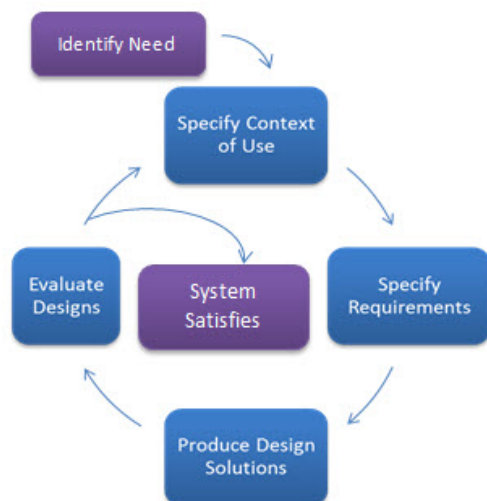 Identify Need
Specify Context
of Use
Evaluate
Designs
System
Satisfies
Specify
Requirements
Produce Design
Solutions